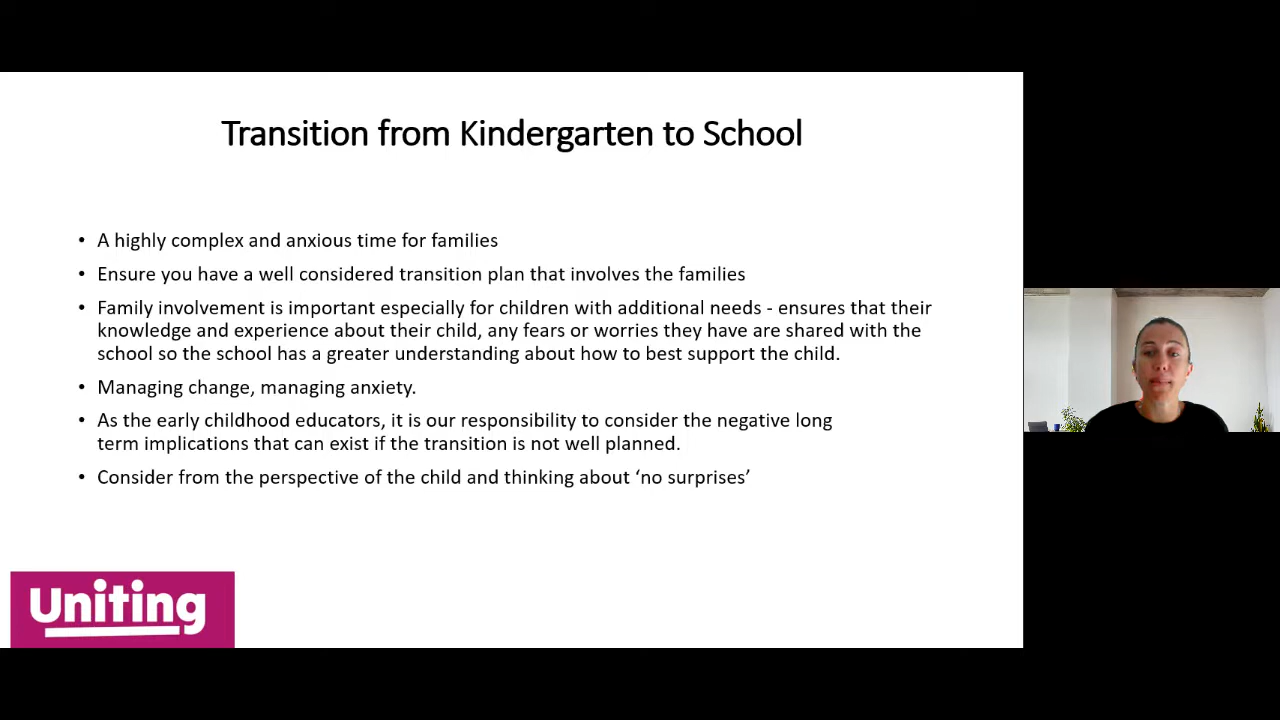 Transition from Kindergarten to School
• A highly complex and anxious time for families
• Ensure you have a well considered transition plan that involves the families
• Family involvement is important especially for children with additional needs - ensures that their
knowledge and experience about their child, any fears or worries they have are shared with the
school so the school has a greater understanding about how to best support the child.
• Managing change, managing anxiety.
• As the early childhood educators, it is our responsibility to consider the negative long
term implications that can exist if the transition is not well planned.
• Consider from the perspective of the child and thinking about ‘no surprises’
Uniting